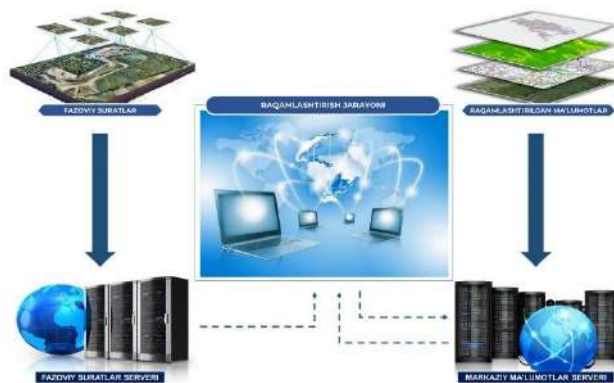 FAZOVIY SURATLAR
RAQAMLASHTIRISH JARAYONI
RAQAMLASHTIRILGAN MA'LUMOTLAR
FAZOVIY SURATLAR SERVERI
MARKAZIY MA'LUMOTLAR SERVERI